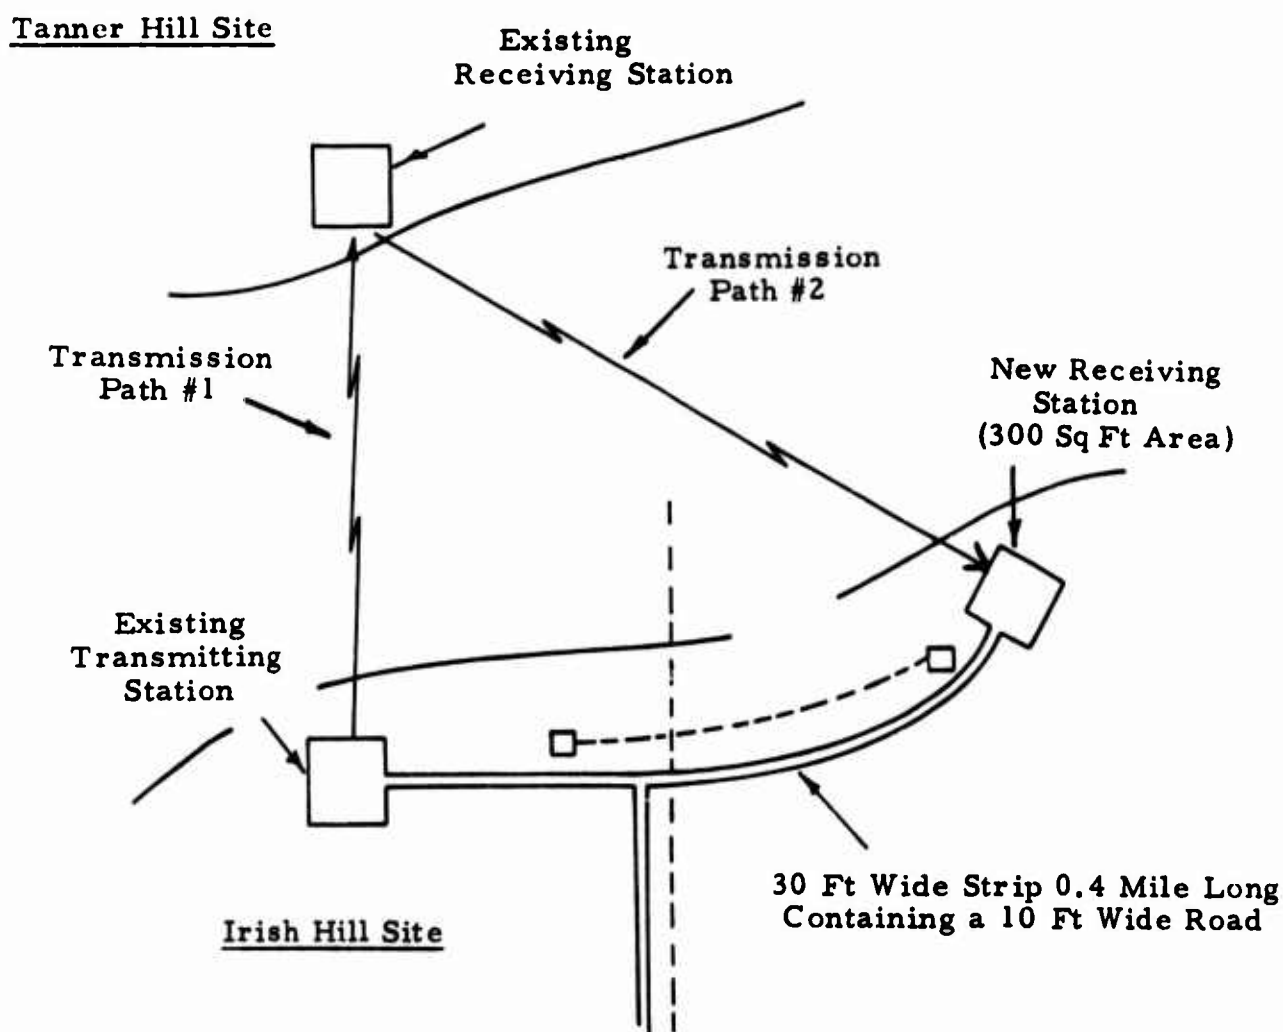 Tanner Hill Site
Existing
Receiving Station
Transmission
Path #2
Transmission
Path #1
New Receiving
Station
(300 Sq Ft Area)
Existing
Transmitting
Station
30 Ft Wide Strip 0.4 Mile Long
Containing a 10 Ft Wide Road
Irish Hill Site